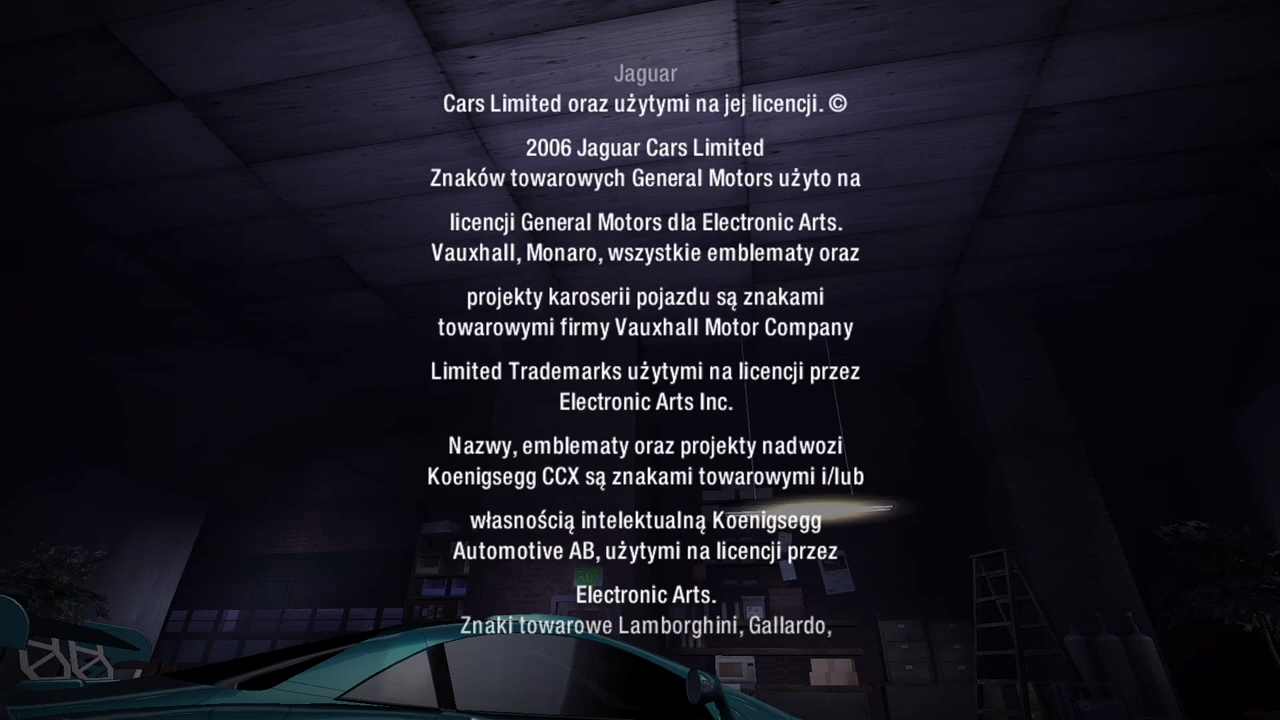 Jaguar
Cars Limited oraz użytymi na jej licencji. ©
2006 Jaguar Cars Limited
Znaków towarowych General Motors użyto na
licencji General Motors dla Electronic Arts.
Vauxhall, Monaro, wszystkie emblematy oraz
projekty karoserii pojazdu są znakami
towarowymi firmy Vauxhall Motor Company
Limited Trademarks użytymi na licencji przez
Electronic Arts Inc.
Nazwy, emblematy oraz projekty nadwozi
Koenigsegg CCX są znakami towarowymi i/lub
własnością intelektualną Koenigsegg
Automotive AB, użytymi na licencji przez
EXIT
Electronic Arts.
Znaki towarowe Lamborghini, Gallardo,